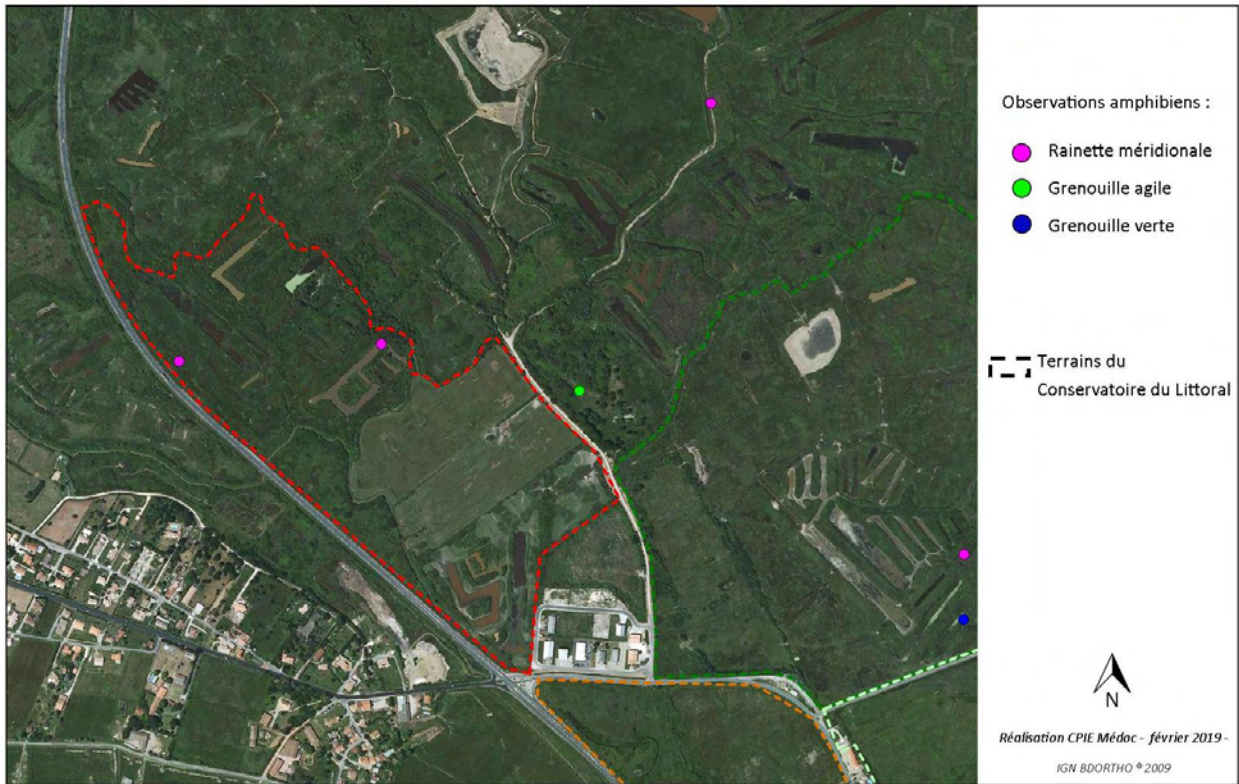 Observations amphibiens :
Rainette méridionale
Grenouille agile
Grenouille verte
Terrains du
Conservatoire du Littoral
N
Réalisation CPIE Médoc - février 2019 -
IGN BDORTHO ® 2009